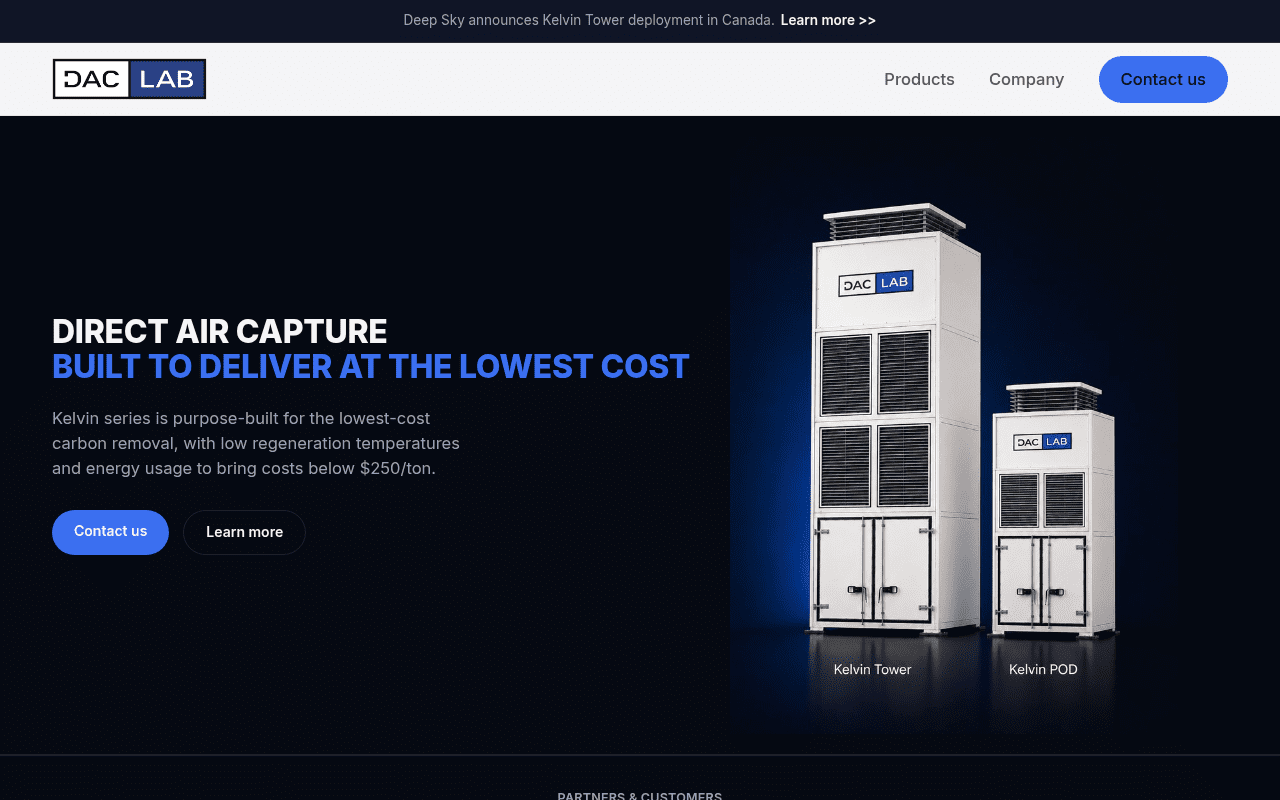 Deep Sky announces Kelvin Tower deployment in Canada. Learn more >>
DAC LAB
Products
Company
Contact us
DIRECT AIR CAPTURE
BUILT TO DELIVER AT THE LOWEST COST
Kelvin series is purpose-built for the lowest-cost
carbon removal, with low regeneration temperatures
and energy usage to bring costs below $250/ton.
Contact us
Learn more
DAC LAB
DAC LAB
Kelvin Tower
Kelvin POD
PARTNERS & CUSTOMERS